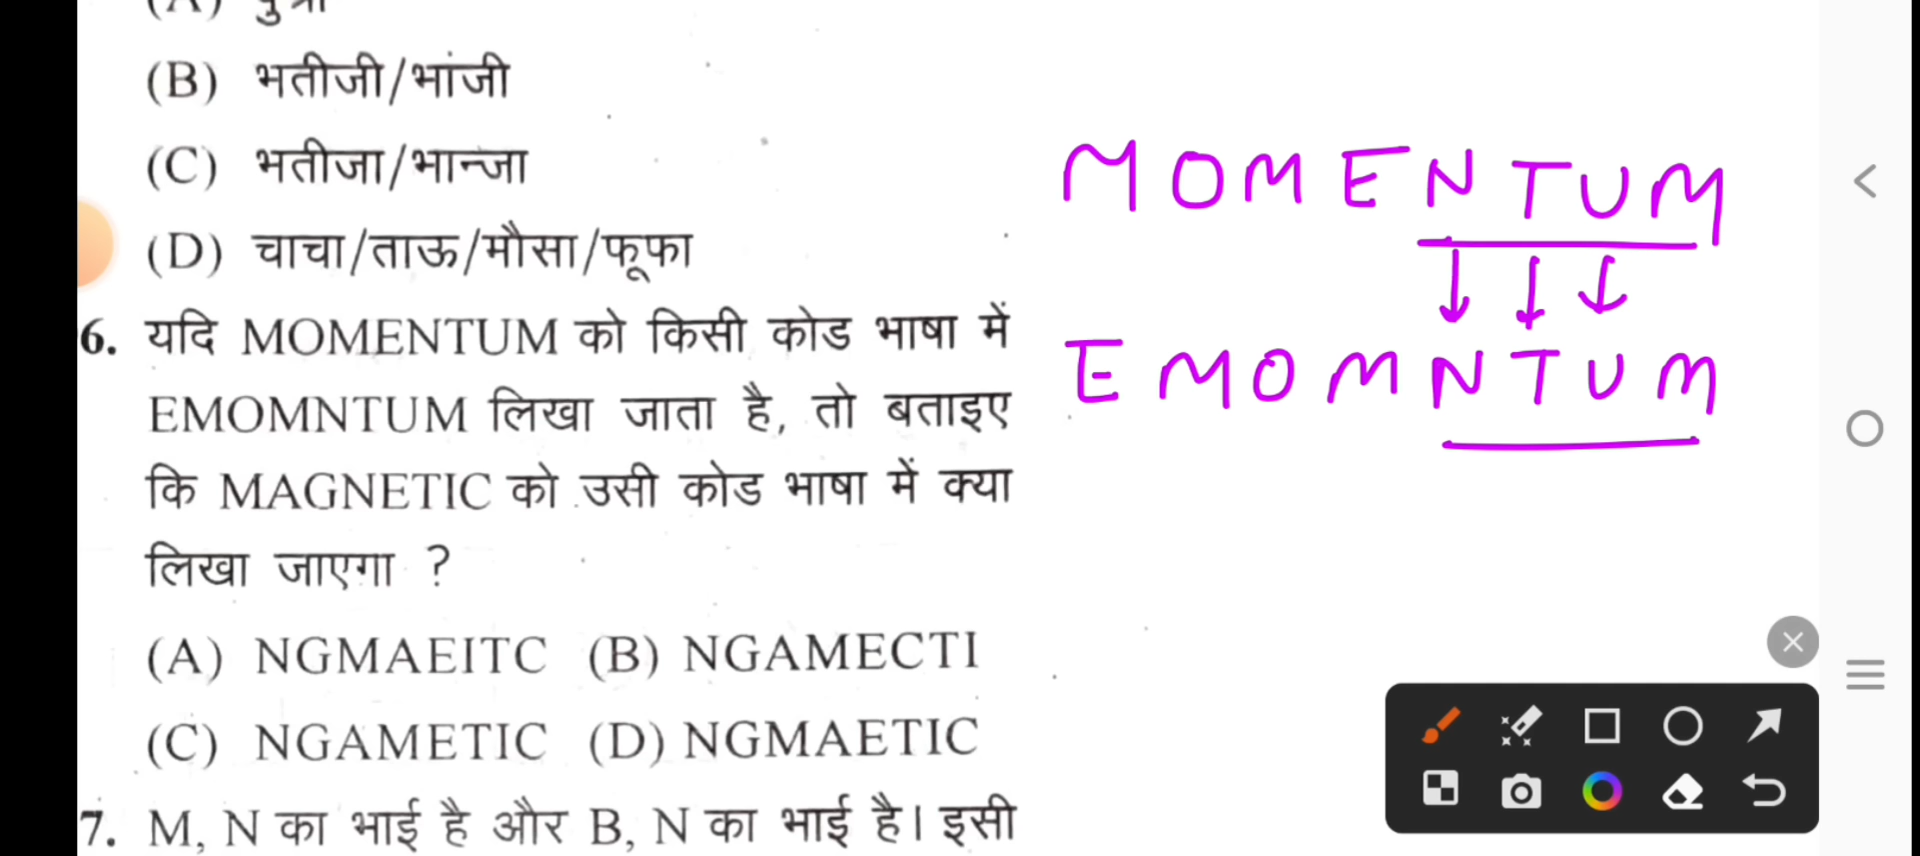 (B) भतीजी/भांजी
(C) भतीजा/भान्जा
(D) चाचा/ताऊ/मौसा/फूफा
6. यदि MOMENTUM को किसी कोड भाषा में
EMOMNTUM लिखा जाता है, तो बताइए
कि MAGNETIC को उसी कोड भाषा में क्या
लिखा जाएगा ?
(A) NGMAEITC (B) NGAMECTI
(C) NGAMETIC (D) NGMAETIC
7. M, N का भाई है और B, N का भाई है। इसी
MOMENTUM
EMOMNTUM